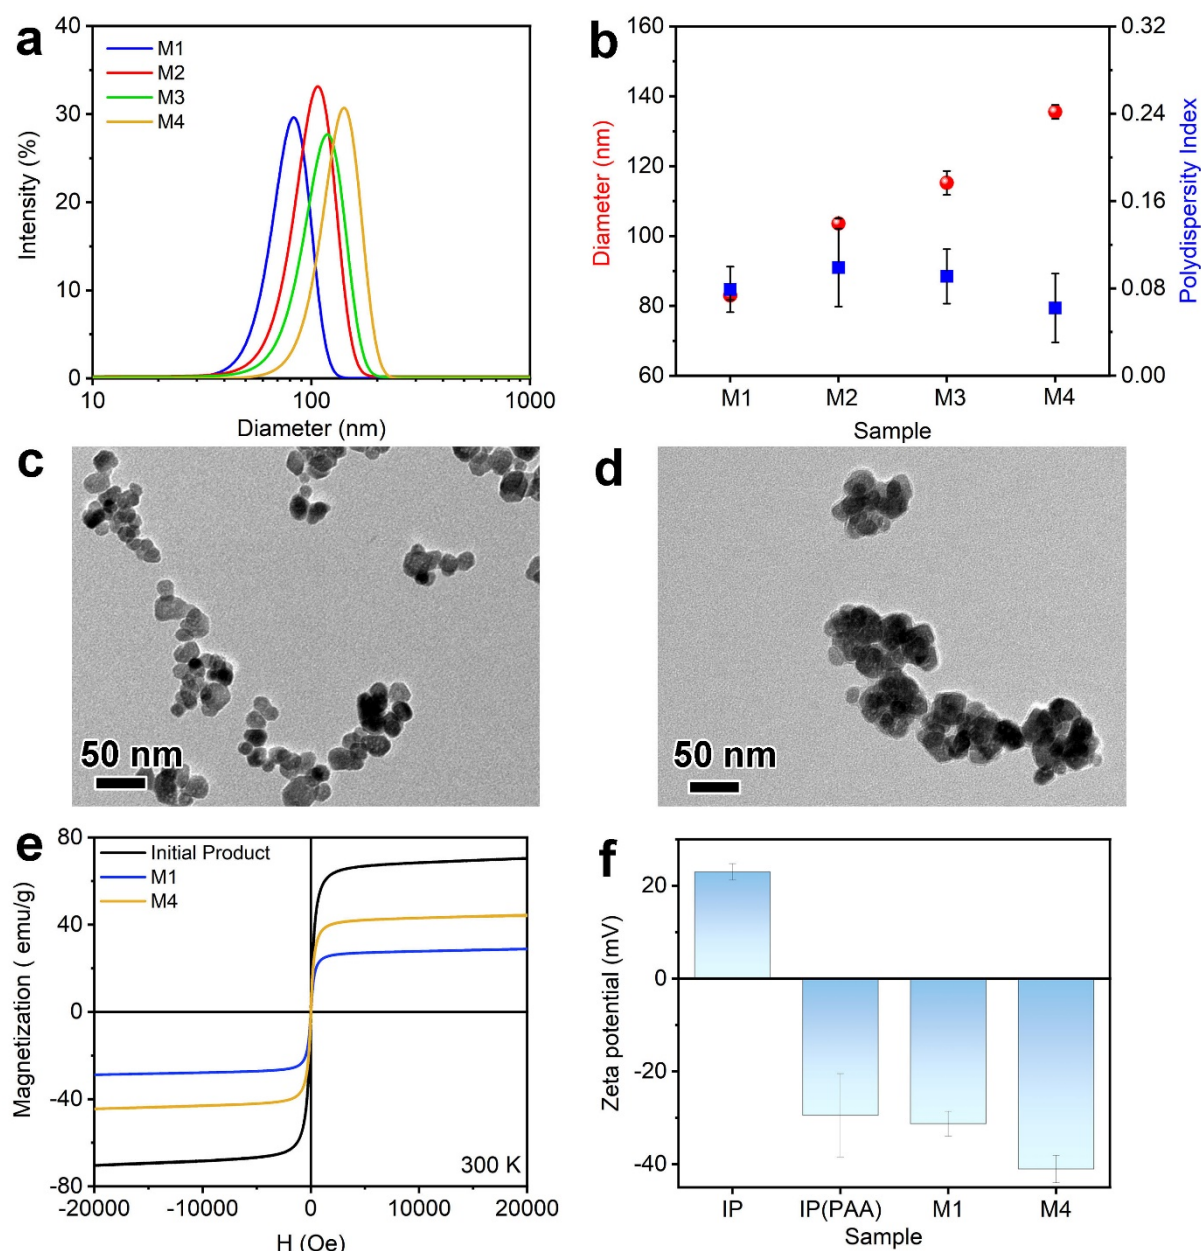 a
40
30
20
10
0
Intensity (%)
M1
M2
M3
M4
10
100
1000
Diameter (nm)
b
160
140
120
100
80
60
Diameter (nm)
0.32
0.24
0.16
0.08
0.00
Polydispersity Index
M1
M2
M3
M4
Sample
c
50 nm
d
50 nm
e
80
40
0
-40
-80
Magnetization ( emu/g)
Initial Product
M1
M4
300 K
-20000
-10000
0
10000
20000
H (Oe)
f
20
0
-20
-40
Zeta potential (mV)
IP
IP(PAA)
M1
M4
Sample